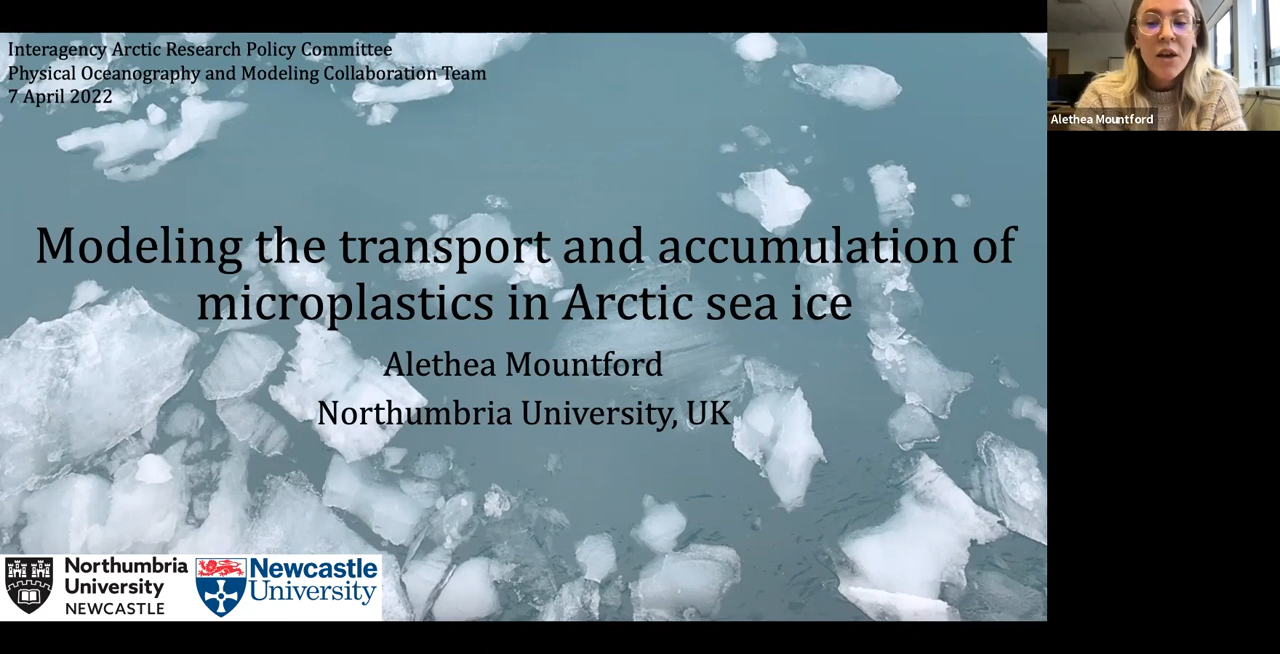 Interagency Arctic Research Policy Committee
Physical Oceanography and Modeling Collaboration Team
7 April 2022
Alethea Mountford
Modeling the transport and accumulation of
microplastics in Arctic sea ice
Alethea Mountford
Northumbria University, UK
Northumbria
University
NEWCASTLE
Newcastle
University